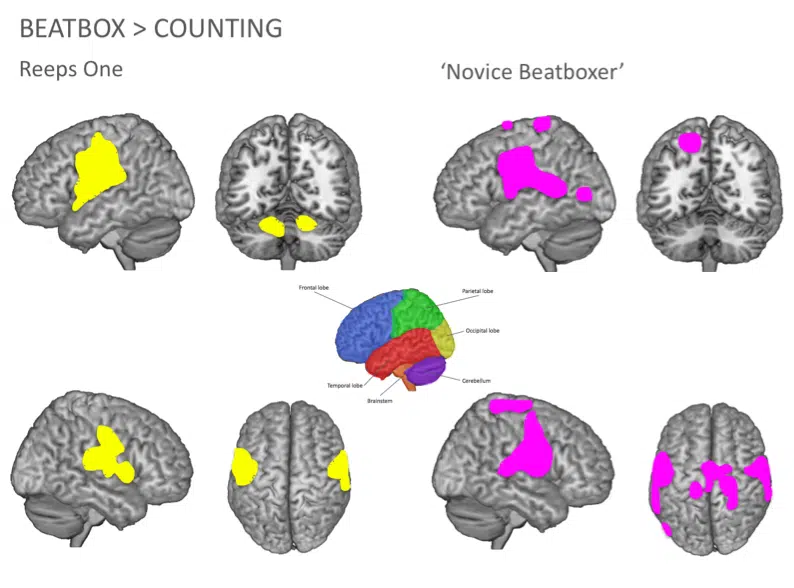 BEATBOX > COUNTING
Reeps One
‘Novice Beatboxer’
Frontal lobe
Parietal lobe
Occipital lobe
Temporal lobe
Cerebellum
Brainstem